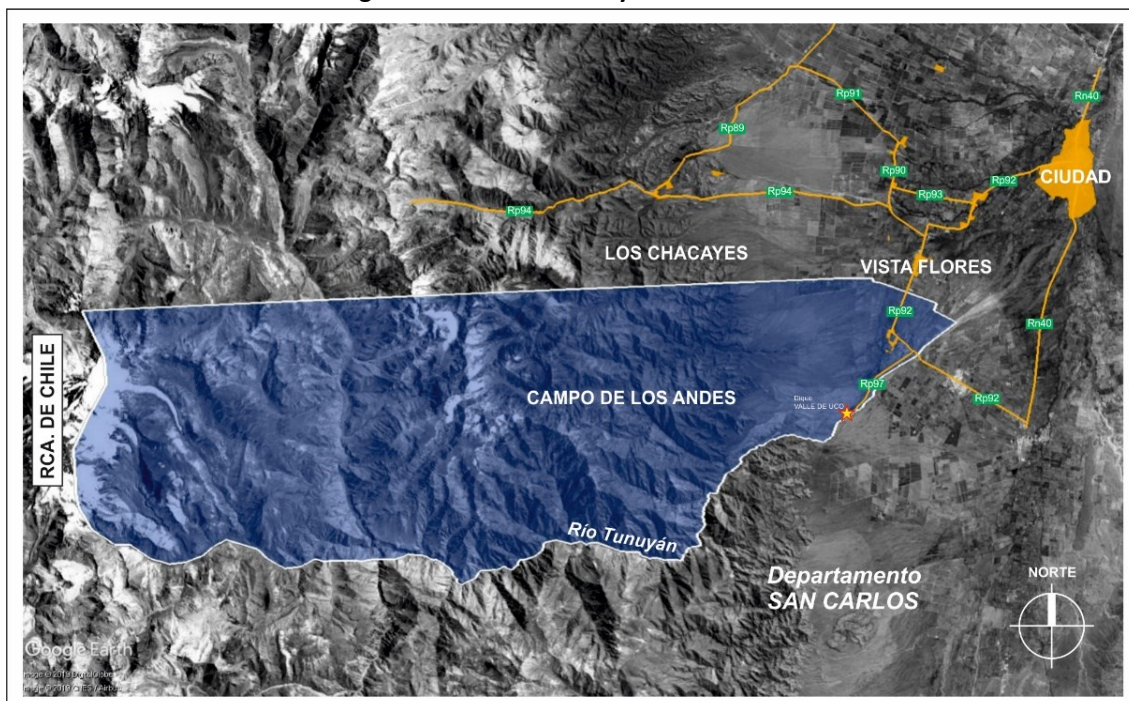 Rn40
Rp91
Rp89
Rp90
Rp92
CIUDAD
Rp93
Rp94
Rp94
LOS CHACAYES
VISTA FLORES
Rp92
Rn40
RCA. DE CHILE
CAMPO DE LOS ANDES
Rp97
Dique
VALLE DE UCO
Rp92
Río Tunuyán
Departamento
SAN CARLOS
NORTE
Google Earth